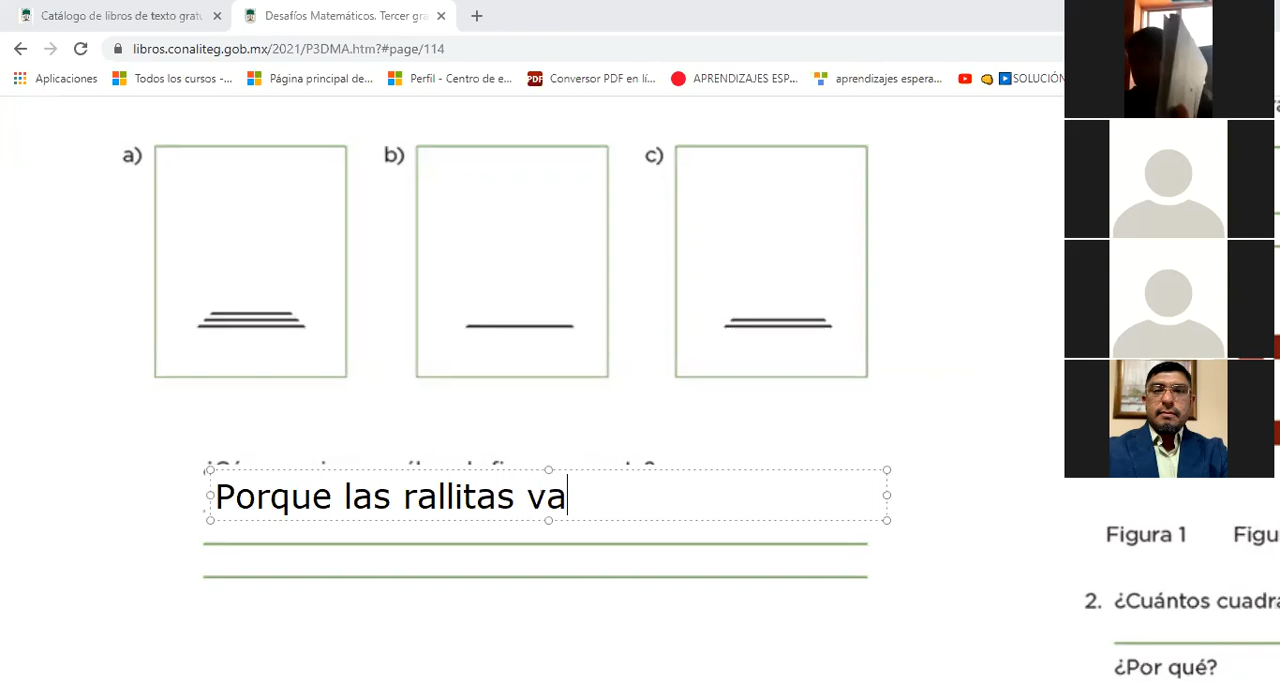 Catálogo de libros de texto gratu
Desafíos Matemáticos. Tercer gra
libros.conaliteg.gob.mx/2021/P3DMA.htm?#page/114
Aplicaciones
Todos los cursos -...
Página principal de...
Perfil - Centro de e...
PDF
Conversor PDF en lí...
APRENDIZAJES ESP...
aprendizajes espera...
SOLUCIÓN
a)
b)
c)
Porque las rallitas va
Figura 1
Figu
2. ¿Cuántos cuadra
¿Por qué?